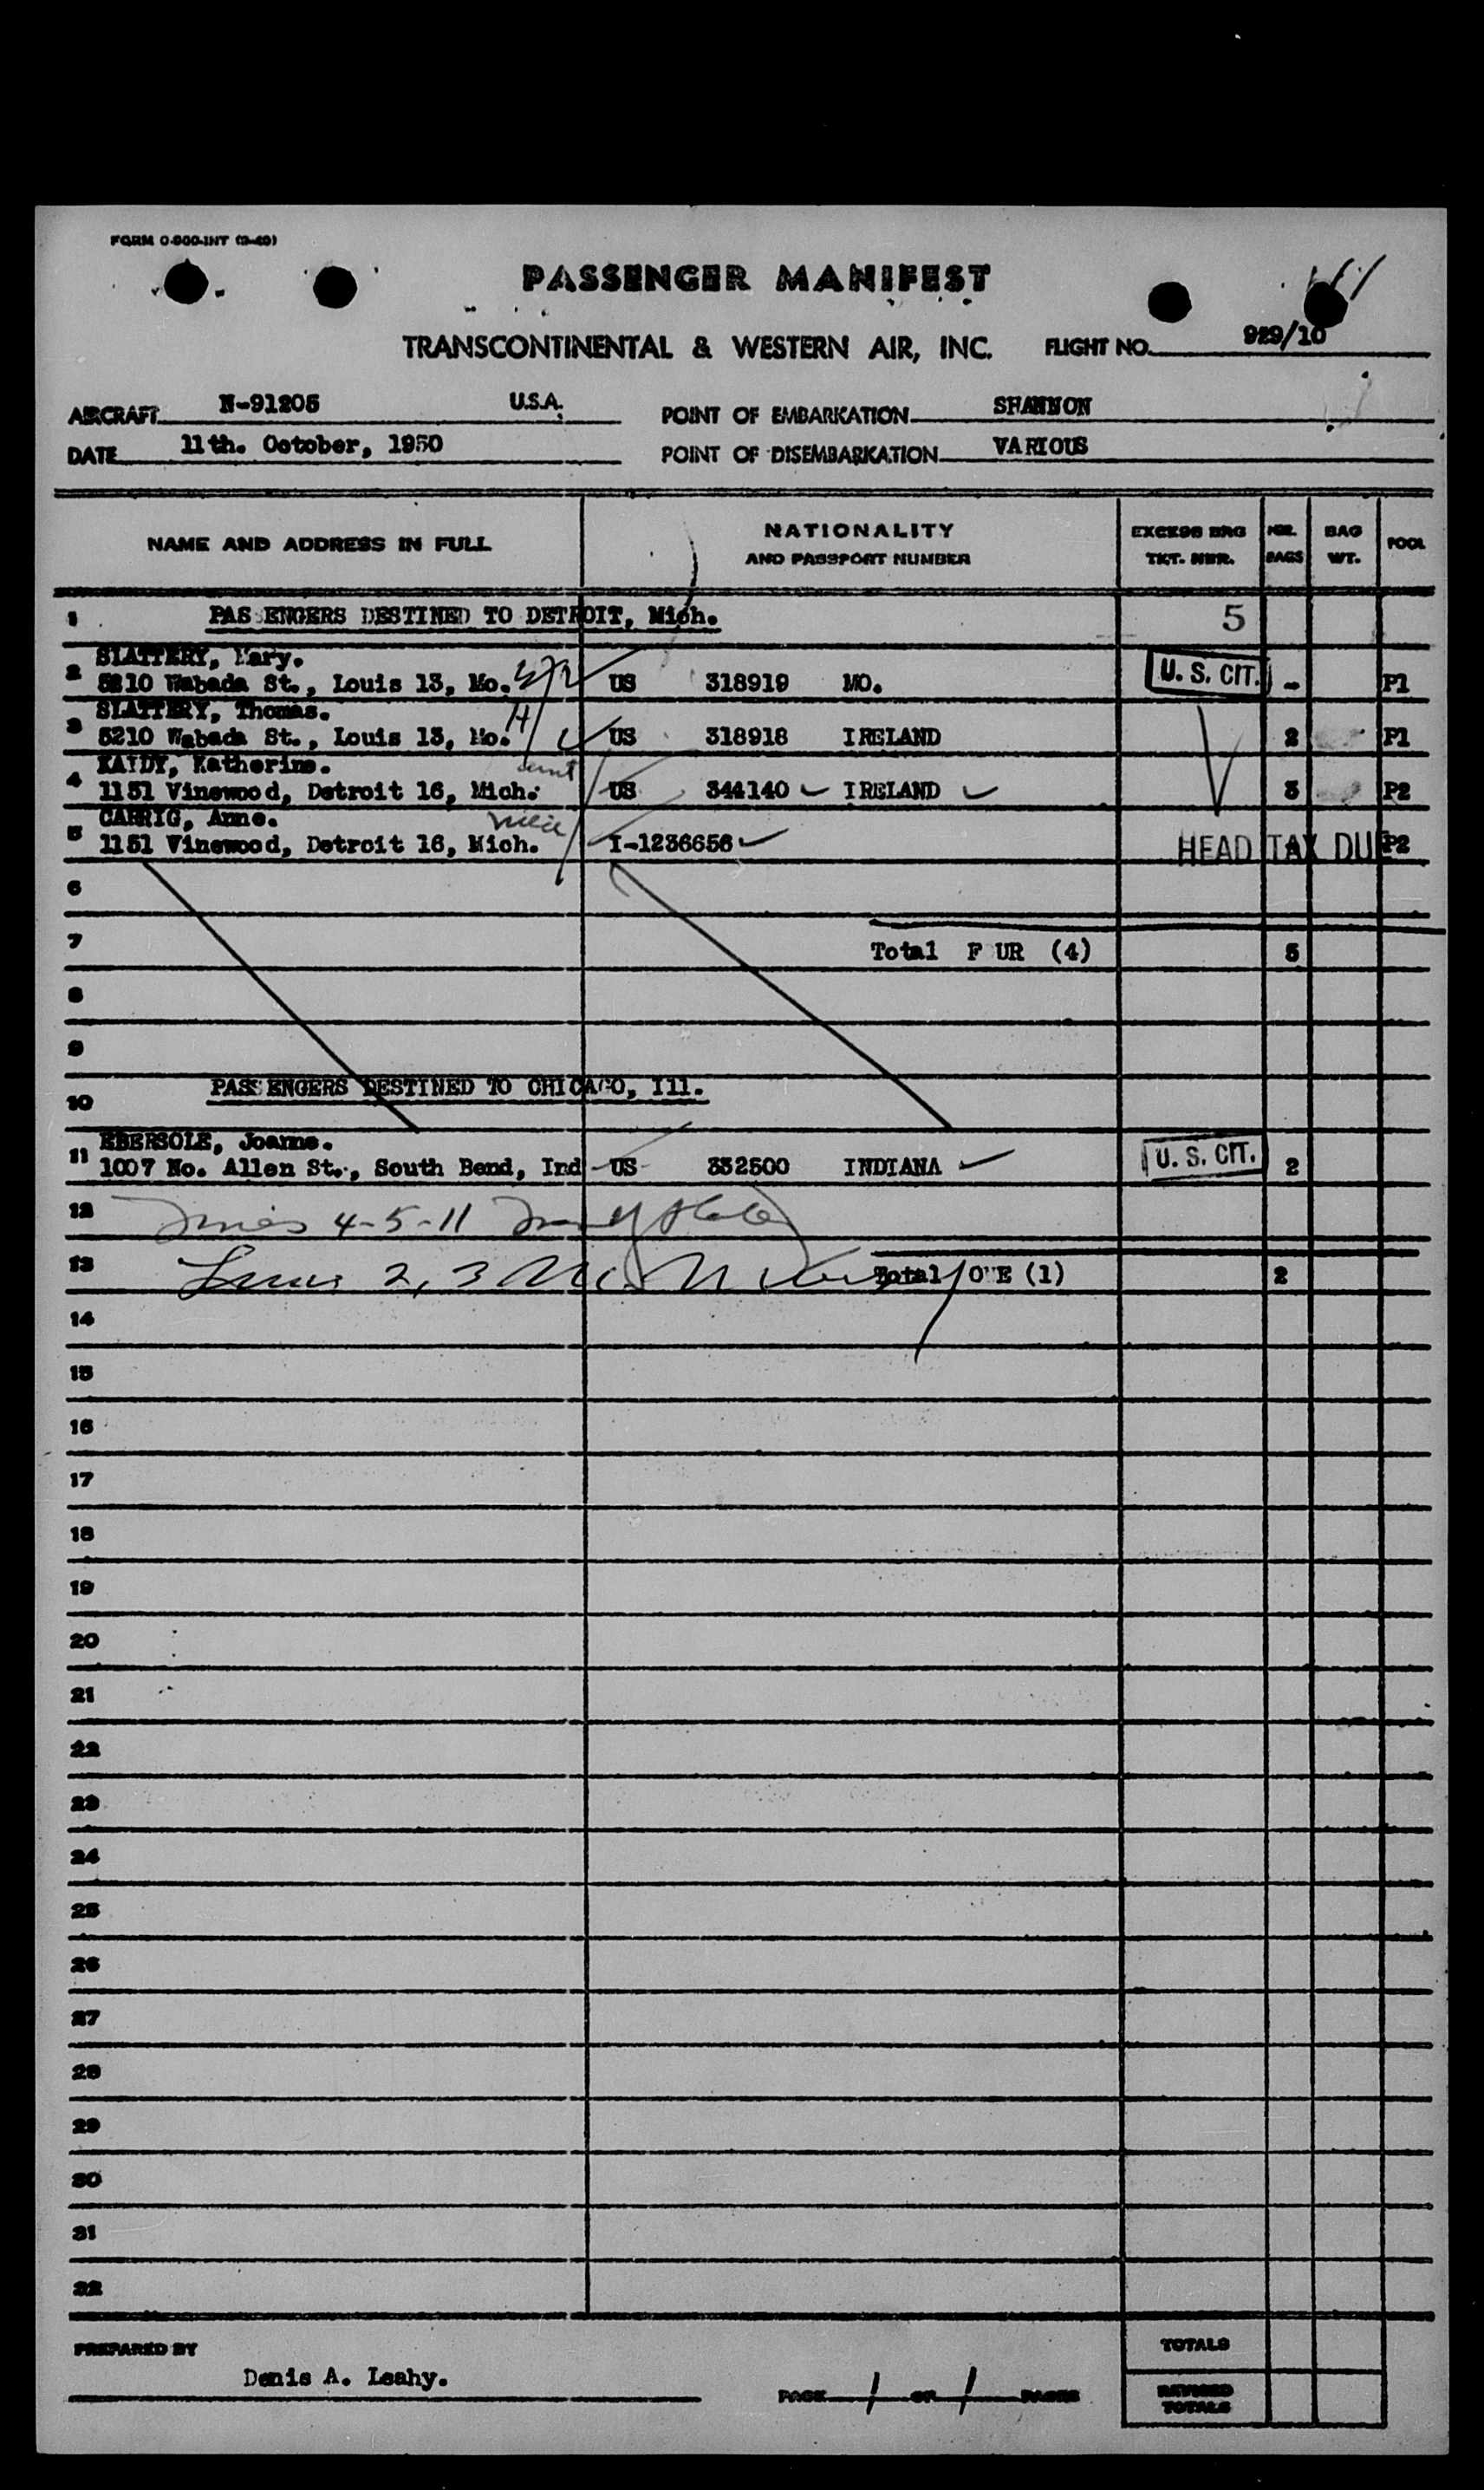 FORM O-900-INT (3-49)
PASSENGER MANIFEST
TRANSCONTINENTAL & WESTERN AIR, INC. FLIGHT NO. 929/10
AIRCRAFT N-91205 U.S.A. POINT OF EMBARKATION SHANNON
DATE 11th. October, 1950 POINT OF DISEMBARKATION VARIOUS
NAME AND ADDRESS IN FULL NATIONALITY AND PASSPORT NUMBER EXCESS BAG TKT. NBR. NBR. BAGS BAG WT. POOL
1 PAS ENGERS DESTINED TO DETROIT, Mich. 5
2 SLATTERY, Mary.
5210 Wabada St., Louis 13, Mo. US 318919 MO. U. S. CIT. - P1
3 SLATTERY, Thomas. H
5210 Wabada St., Louis 13, Mo. US 318918 IRELAND 2 P1
4 KAIDY, Katherine. aunt
1151 Vinewood, Detroit 16, Mich. US 344140 IRELAND 3 P2
5 CARRIG, Anne. niece
1151 Vinewood, Detroit 16, Mich. I-1236656 HEAD TAX DUE P2
6
7 Total F UR (4) 5
8
9
10 PASSENGERS DESTINED TO CHICAGO, Ill.
11 EBERSOLE, Joanne.
1007 No. Allen St., South Bend, Ind US 332500 INDIANA U. S. CIT. 2
12 Lines 4-5-11
13 Lines 2, 3 Total ONE (1) 2
14
15
16
17
18
19
20
21
22
23
24
25
26
27
28
29
30
31
32
PREPARED BY Denis A. Leahy. PAGE 1 OF 1 PAGES
TOTALS
REVISED TOTALS